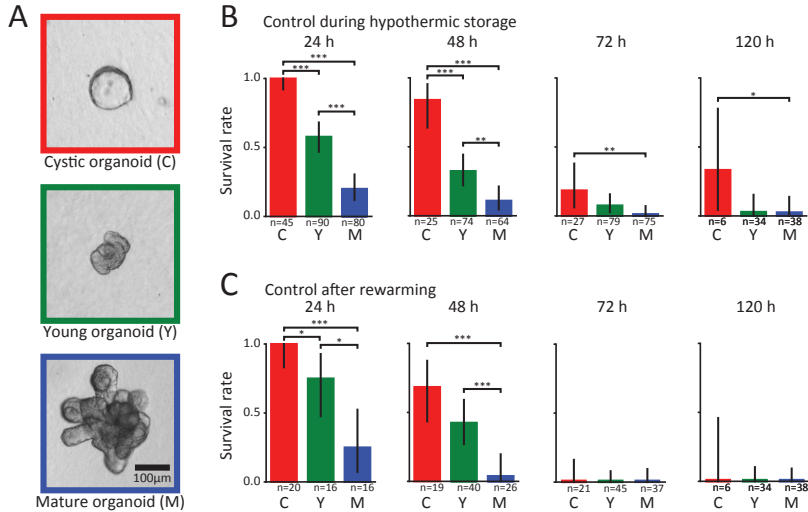 A
Cystic organoid (C)
Young organoid (Y)
100µm
Mature organoid (M)
B
Control during hypothermic storage
24 h
48 h
72 h
120 h
Survival rate
1.0
0.5
0.0
***
***
***
n=45
n=90
n=80
C
Y
M
***
***
**
n=25
n=74
n=64
C
Y
M
**
n=27
n=79
n=75
C
Y
M
*
n=6
n=34
n=38
C
Y
M
C
Control after rewarming
24 h
48 h
72 h
120 h
Survival rate
1.0
0.5
0.0
***
*
*
n=20
n=16
n=16
C
Y
M
***
***
n=19
n=40
n=26
C
Y
M
n=21
n=45
n=37
C
Y
M
n=6
n=34
n=38
C
Y
M